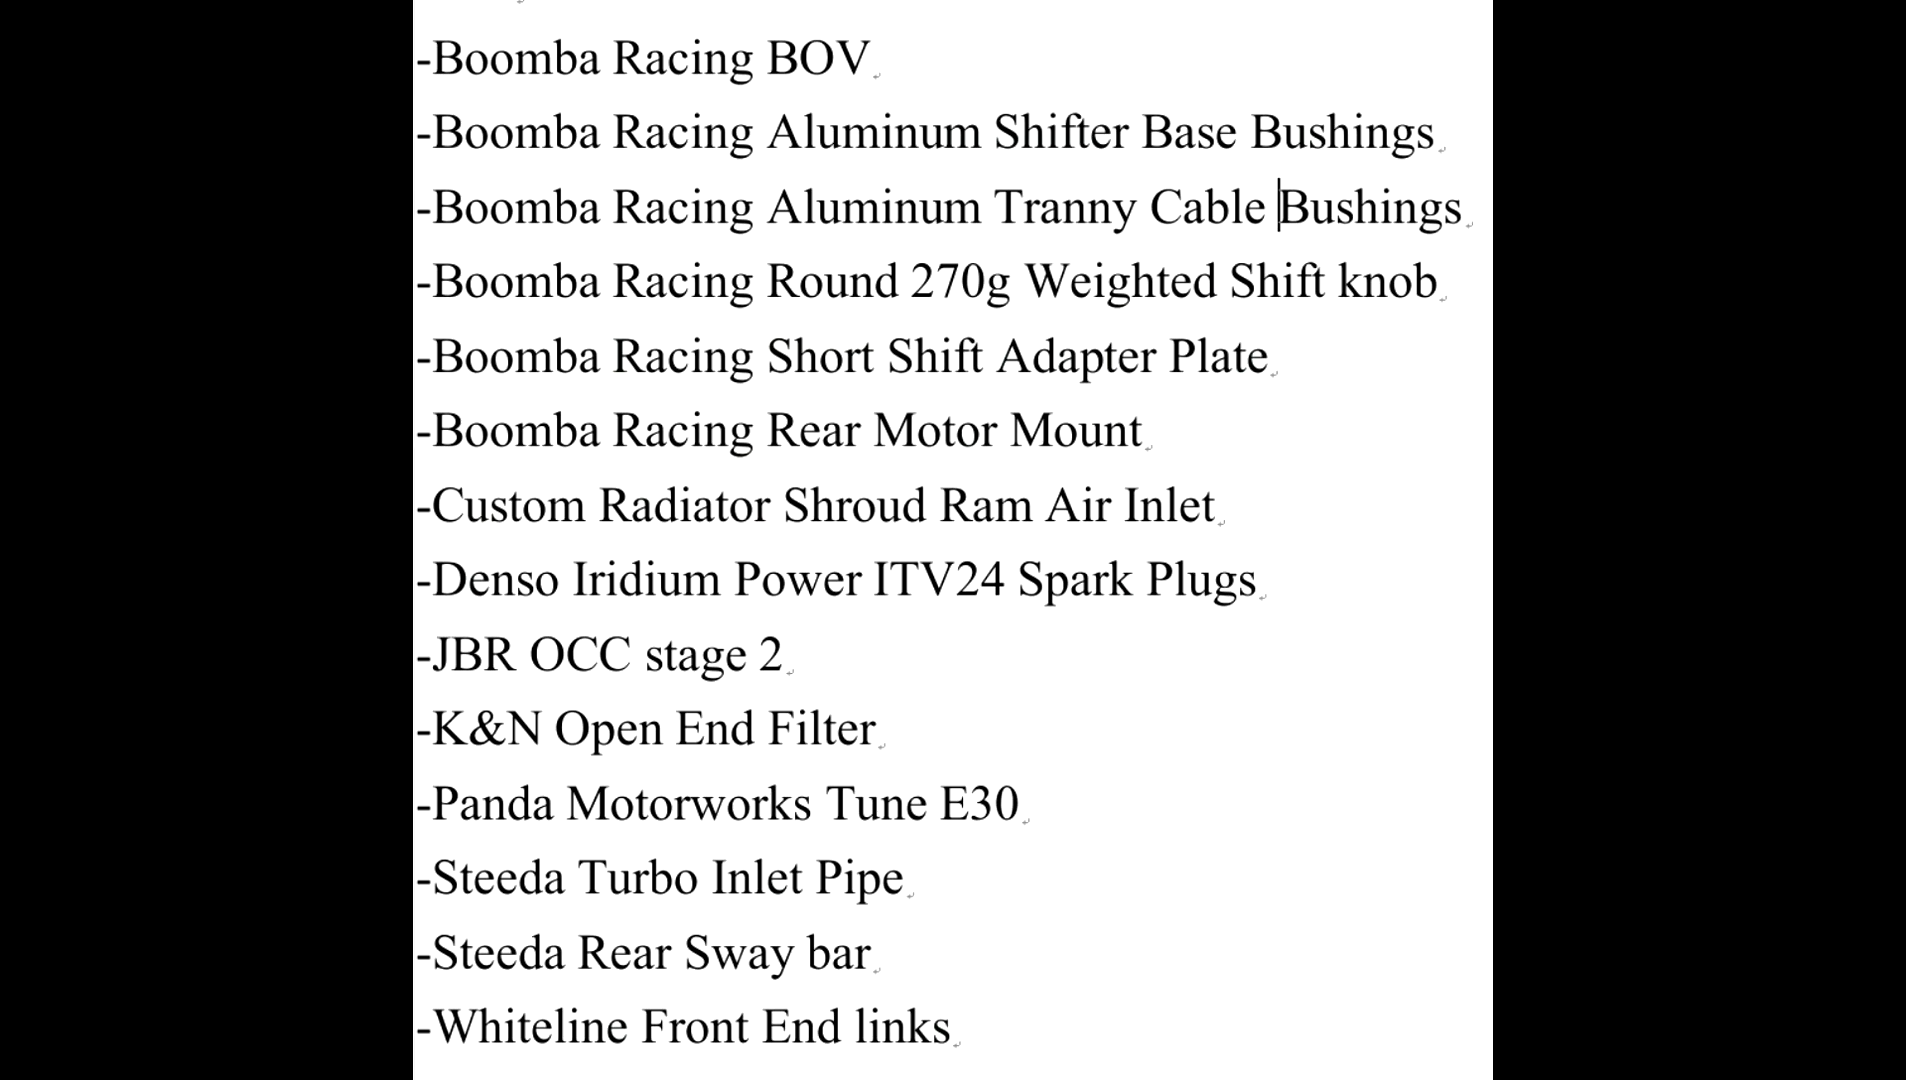 -Boomba Racing BOV
-Boomba Racing Aluminum Shifter Base Bushings
-Boomba Racing Aluminum Tranny Cable Bushings
-Boomba Racing Round 270g Weighted Shift knob
-Boomba Racing Short Shift Adapter Plate
-Boomba Racing Rear Motor Mount
-Custom Radiator Shroud Ram Air Inlet
-Denso Iridium Power ITV24 Spark Plugs
-JBR OCC stage 2
-K&N Open End Filter
-Panda Motorworks Tune E30
-Steeda Turbo Inlet Pipe
-Steeda Rear Sway bar
-Whiteline Front End links